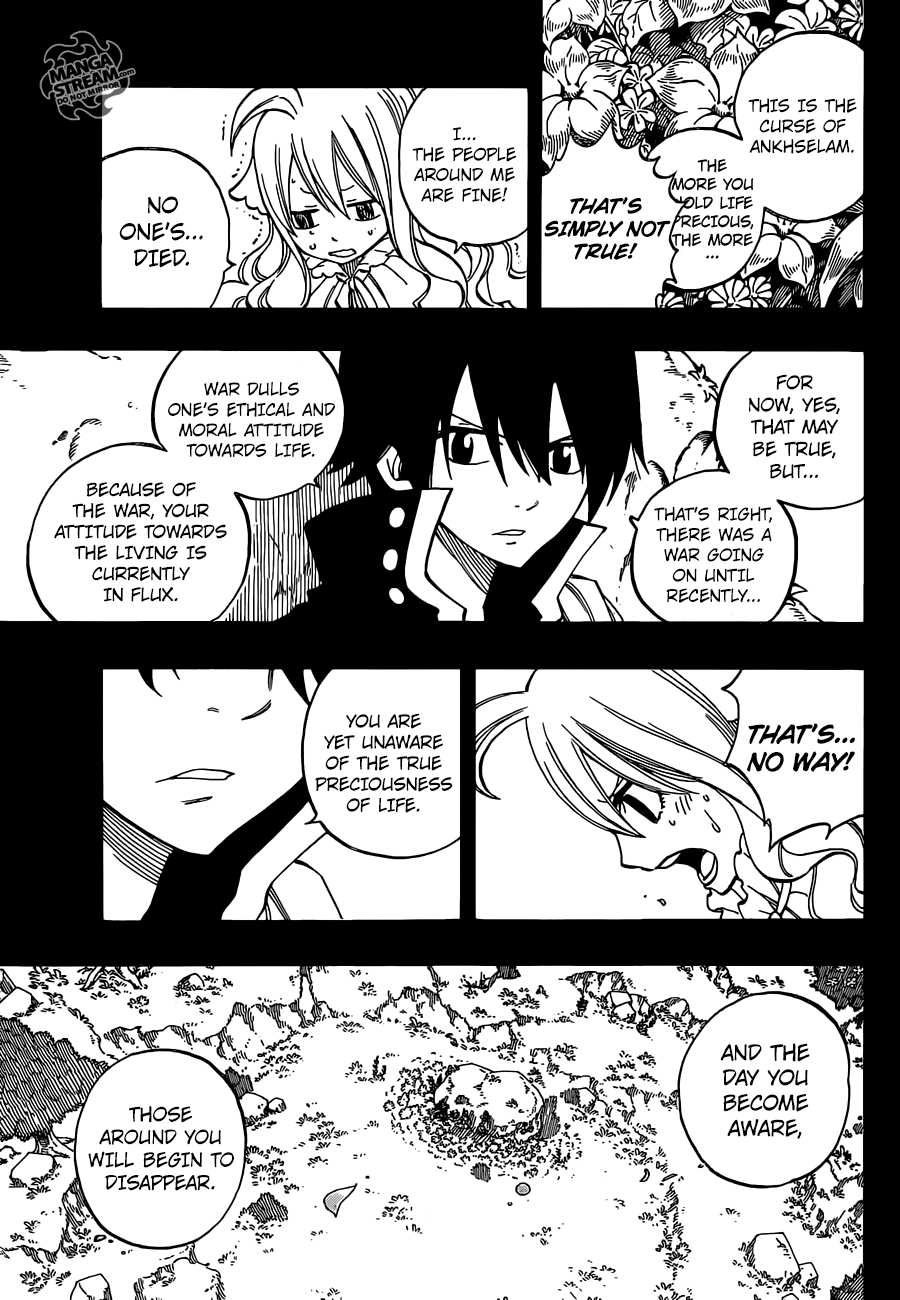 MANGA
STREAM.com
DO NOT MIRROR
THIS IS THE
CURSE OF
ANKHSELAM.
THE
MORE YOU
OLD LIFE
PRECIOUS,
THE MORE
...
THAT'S
SIMPLY NOT
TRUE!
I...
THE PEOPLE
AROUND ME
ARE FINE!
NO
ONE'S...
DIED.
FOR
NOW, YES,
THAT MAY
BE TRUE,
BUT...
THAT'S RIGHT,
THERE WAS A
WAR GOING
ON UNTIL
RECENTLY...
WAR DULLS
ONE'S ETHICAL AND
MORAL ATTITUDE
TOWARDS LIFE.
BECAUSE OF
THE WAR, YOUR
ATTITUDE TOWARDS
THE LIVING IS
CURRENTLY
IN FLUX.
THAT'S...
NO WAY!
YOU ARE
YET UNAWARE
OF THE TRUE
PRECIOUSNESS
OF LIFE.
AND THE
DAY YOU
BECOME
AWARE,
THOSE
AROUND YOU
WILL BEGIN TO
DISAPPEAR.